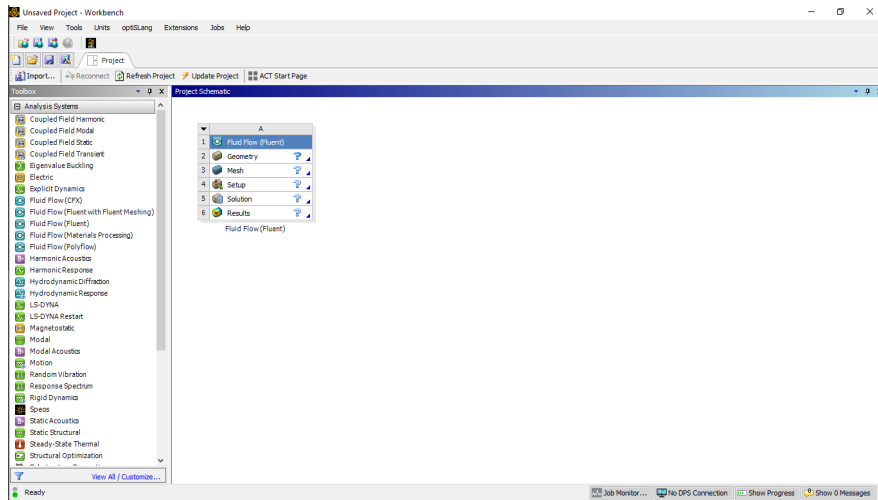 Unsaved Project - Workbench
File View Tools Units optiSLang Extensions Jobs Help
Project
Import... Reconnect Refresh Project Update Project ACT Start Page
Toolbox
Project Schematic
Analysis Systems
Coupled Field Harmonic
Coupled Field Modal
Coupled Field Static
Coupled Field Transient
Eigenvalue Buckling
Electric
Explicit Dynamics
Fluid Flow (CFX)
Fluid Flow (Fluent with Fluent Meshing)
Fluid Flow (Fluent)
Fluid Flow (Materials Processing)
Fluid Flow (Polyflow)
Harmonic Acoustics
Harmonic Response
Hydrodynamic Diffraction
Hydrodynamic Response
LS-DYNA
LS-DYNA Restart
Magnetostatic
Modal
Modal Acoustics
Motion
Random Vibration
Response Spectrum
Rigid Dynamics
Speos
Static Acoustics
Static Structural
Steady-State Thermal
Structural Optimization
View All / Customize...
A
1 Fluid Flow (Fluent)
2 Geometry ?
3 Mesh ?
4 Setup ?
5 Solution ?
6 Results ?
Fluid Flow (Fluent)
Ready
Job Monitor... No DPS Connection Show Progress Show 0 Messages